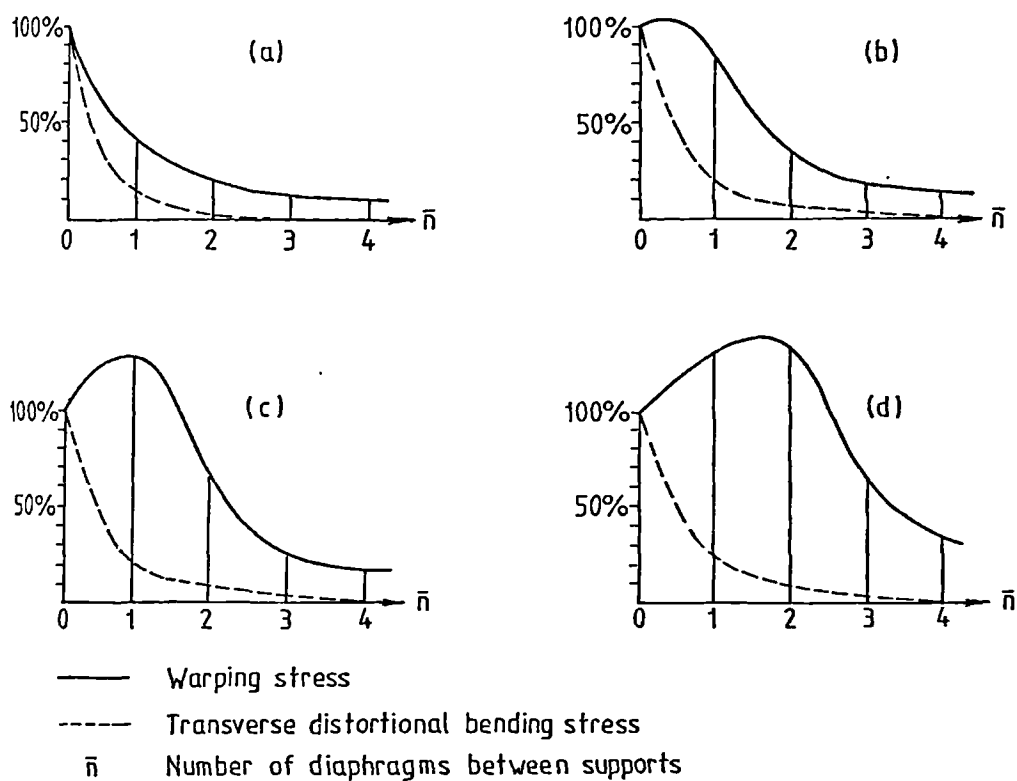 100%
50%
(a)
0 1 2 3 4 n̄
100%
50%
(b)
0 1 2 3 4 n̄
100%
50%
(c)
0 1 2 3 4 n̄
100%
50%
(d)
0 1 2 3 4 n̄
Warping stress
Transverse distortional bending stress
n̄ Number of diaphragms between supports